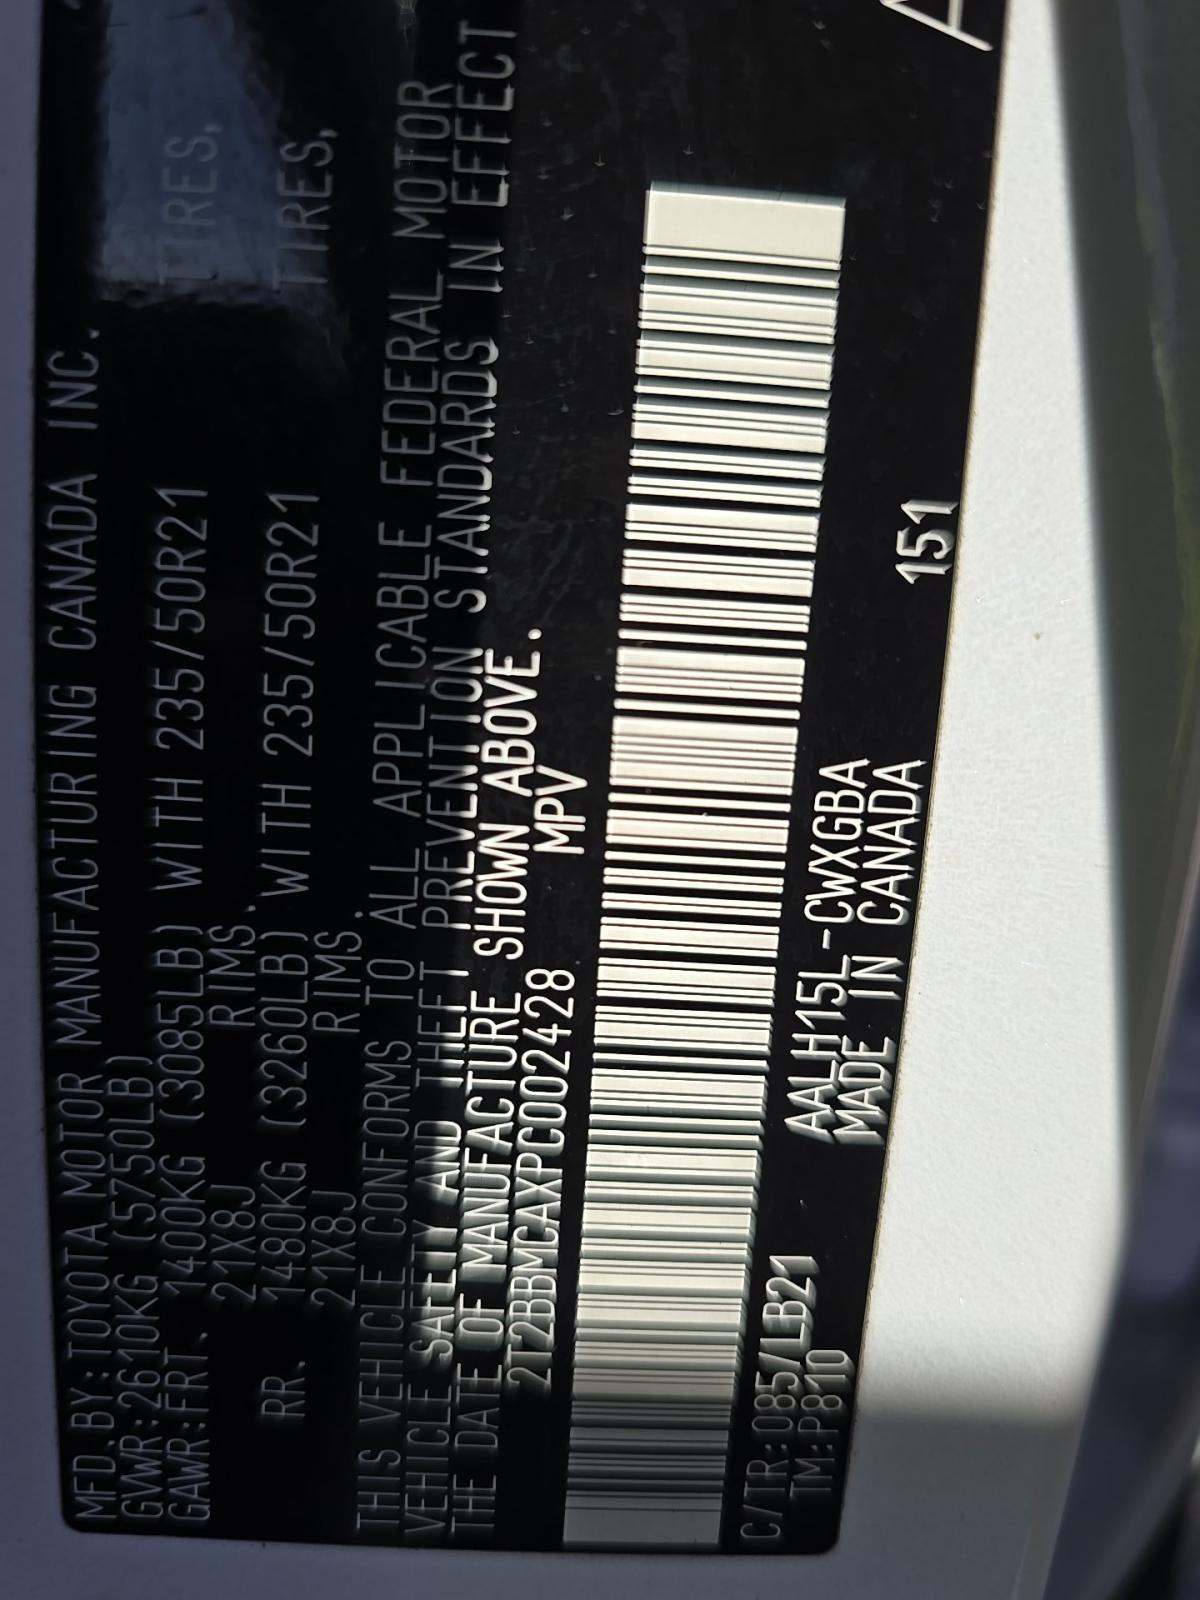 MFD.BY:TOYOTA MOTOR MANUFACTURING CANADA INC.
GVWR:2610KG (5750LB)
GAWR:FRT. 1400KG (3085LB) WITH 235/50R21 TIRES,
21X8J RIMS,
RR. 1480KG (3260LB) WITH 235/50R21 TIRES,
21X8J RIMS.
THIS VEHICLE CONFORMS TO ALL APPLICABLE FEDERAL MOTOR
VEHICLE SAFETY AND THEFT PREVENTION STANDARDS IN EFFECT
THE DATE OF MANUFACTURE SHOWN ABOVE.
2T2BBMCAXPC002428 MPV
C/TR:085/LB21 AALH15L-CWXGBA
TM:P810 MADE IN CANADA 151